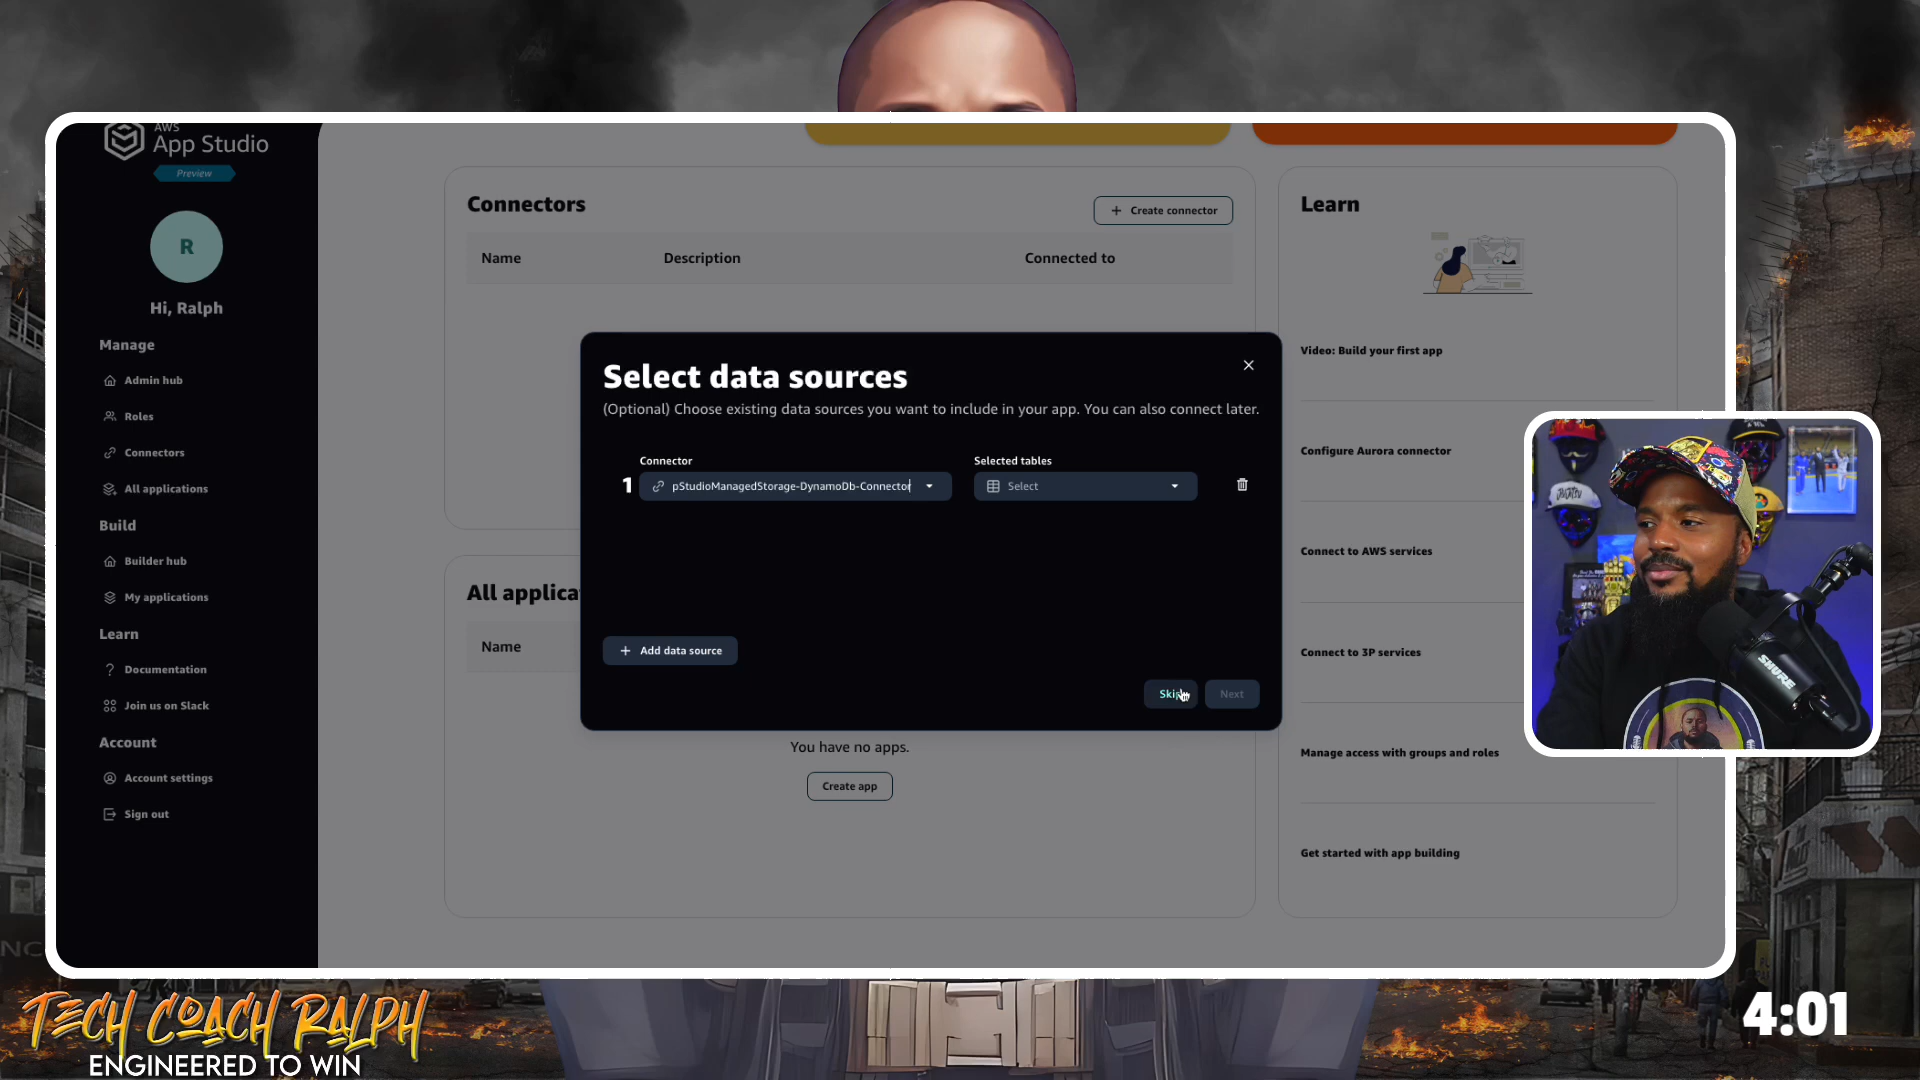 AWS
App Studio
Preview
R
Hi, Ralph
Manage
Admin hub
Roles
Connectors
All applications
Build
Builder hub
My applications
Learn
Documentation
Join us on Slack
Account
Account settings
Sign out
Connectors
Create connector
Name Description Connected to
Select data sources
(Optional) Choose existing data sources you want to include in your app. You can also connect later.
Connector Selected tables
1 pStudioManagedStorage-DynamoDb-Connector Select
Add data source
Next
All applica
Name
You have no apps.
Create app
Learn
Video: Build your first app
Configure Aurora connector
Connect to AWS services
Connect to 3P services
Manage access with groups and roles
Get started with app building
SHURE
TECH COACH RALPH
ENGINEERED TO WIN
4:01